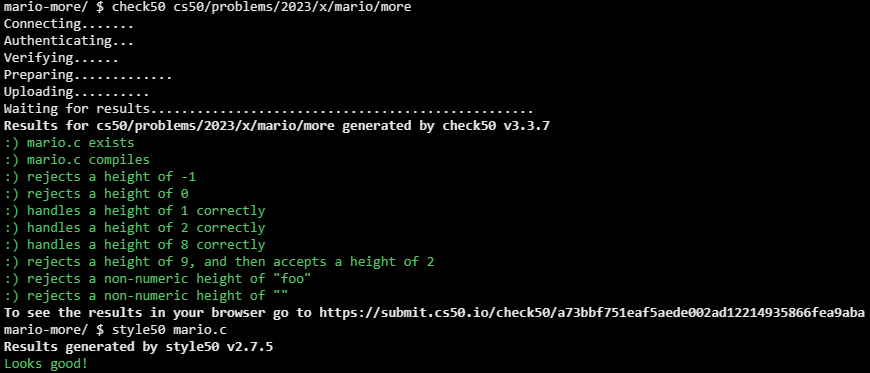 mario-more/ $ check50 cs50/problems/2023/x/mario/more
Connecting.......
Authenticating...
Verifying......
Preparing.............
Uploading..........
Waiting for results..................................................
Results for cs50/problems/2023/x/mario/more generated by check50 v3.3.7
:) mario.c exists
:) mario.c compiles
:) rejects a height of -1
:) rejects a height of 0
:) handles a height of 1 correctly
:) handles a height of 2 correctly
:) handles a height of 8 correctly
:) rejects a height of 9, and then accepts a height of 2
:) rejects a non-numeric height of "foo"
:) rejects a non-numeric height of ""
To see the results in your browser go to https://submit.cs50.io/check50/a73bbf751eaf5aede002ad12214935866fea9aba
mario-more/ $ style50 mario.c
Results generated by style50 v2.7.5
Looks good!